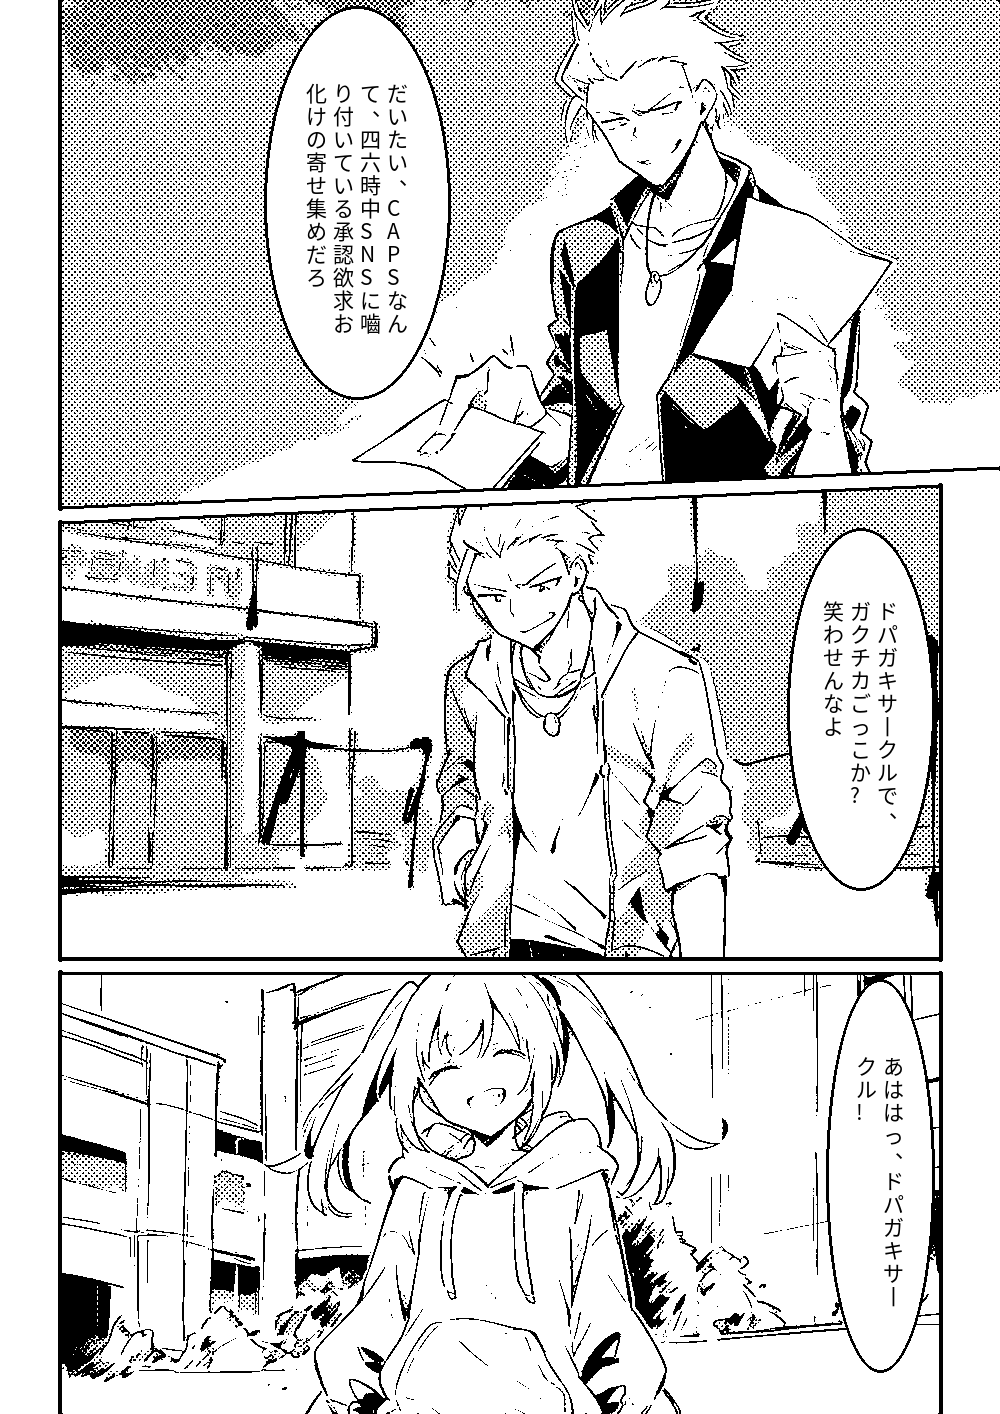 だいたい、CAPSなん
て、四六時中SNSに嚙
り付いている承認欲求お
化けの寄せ集めだろ
ドパガキサークルで、
ガクチカごっこか?
笑わせんなよ
あははっ、ドパガキサー
クル!